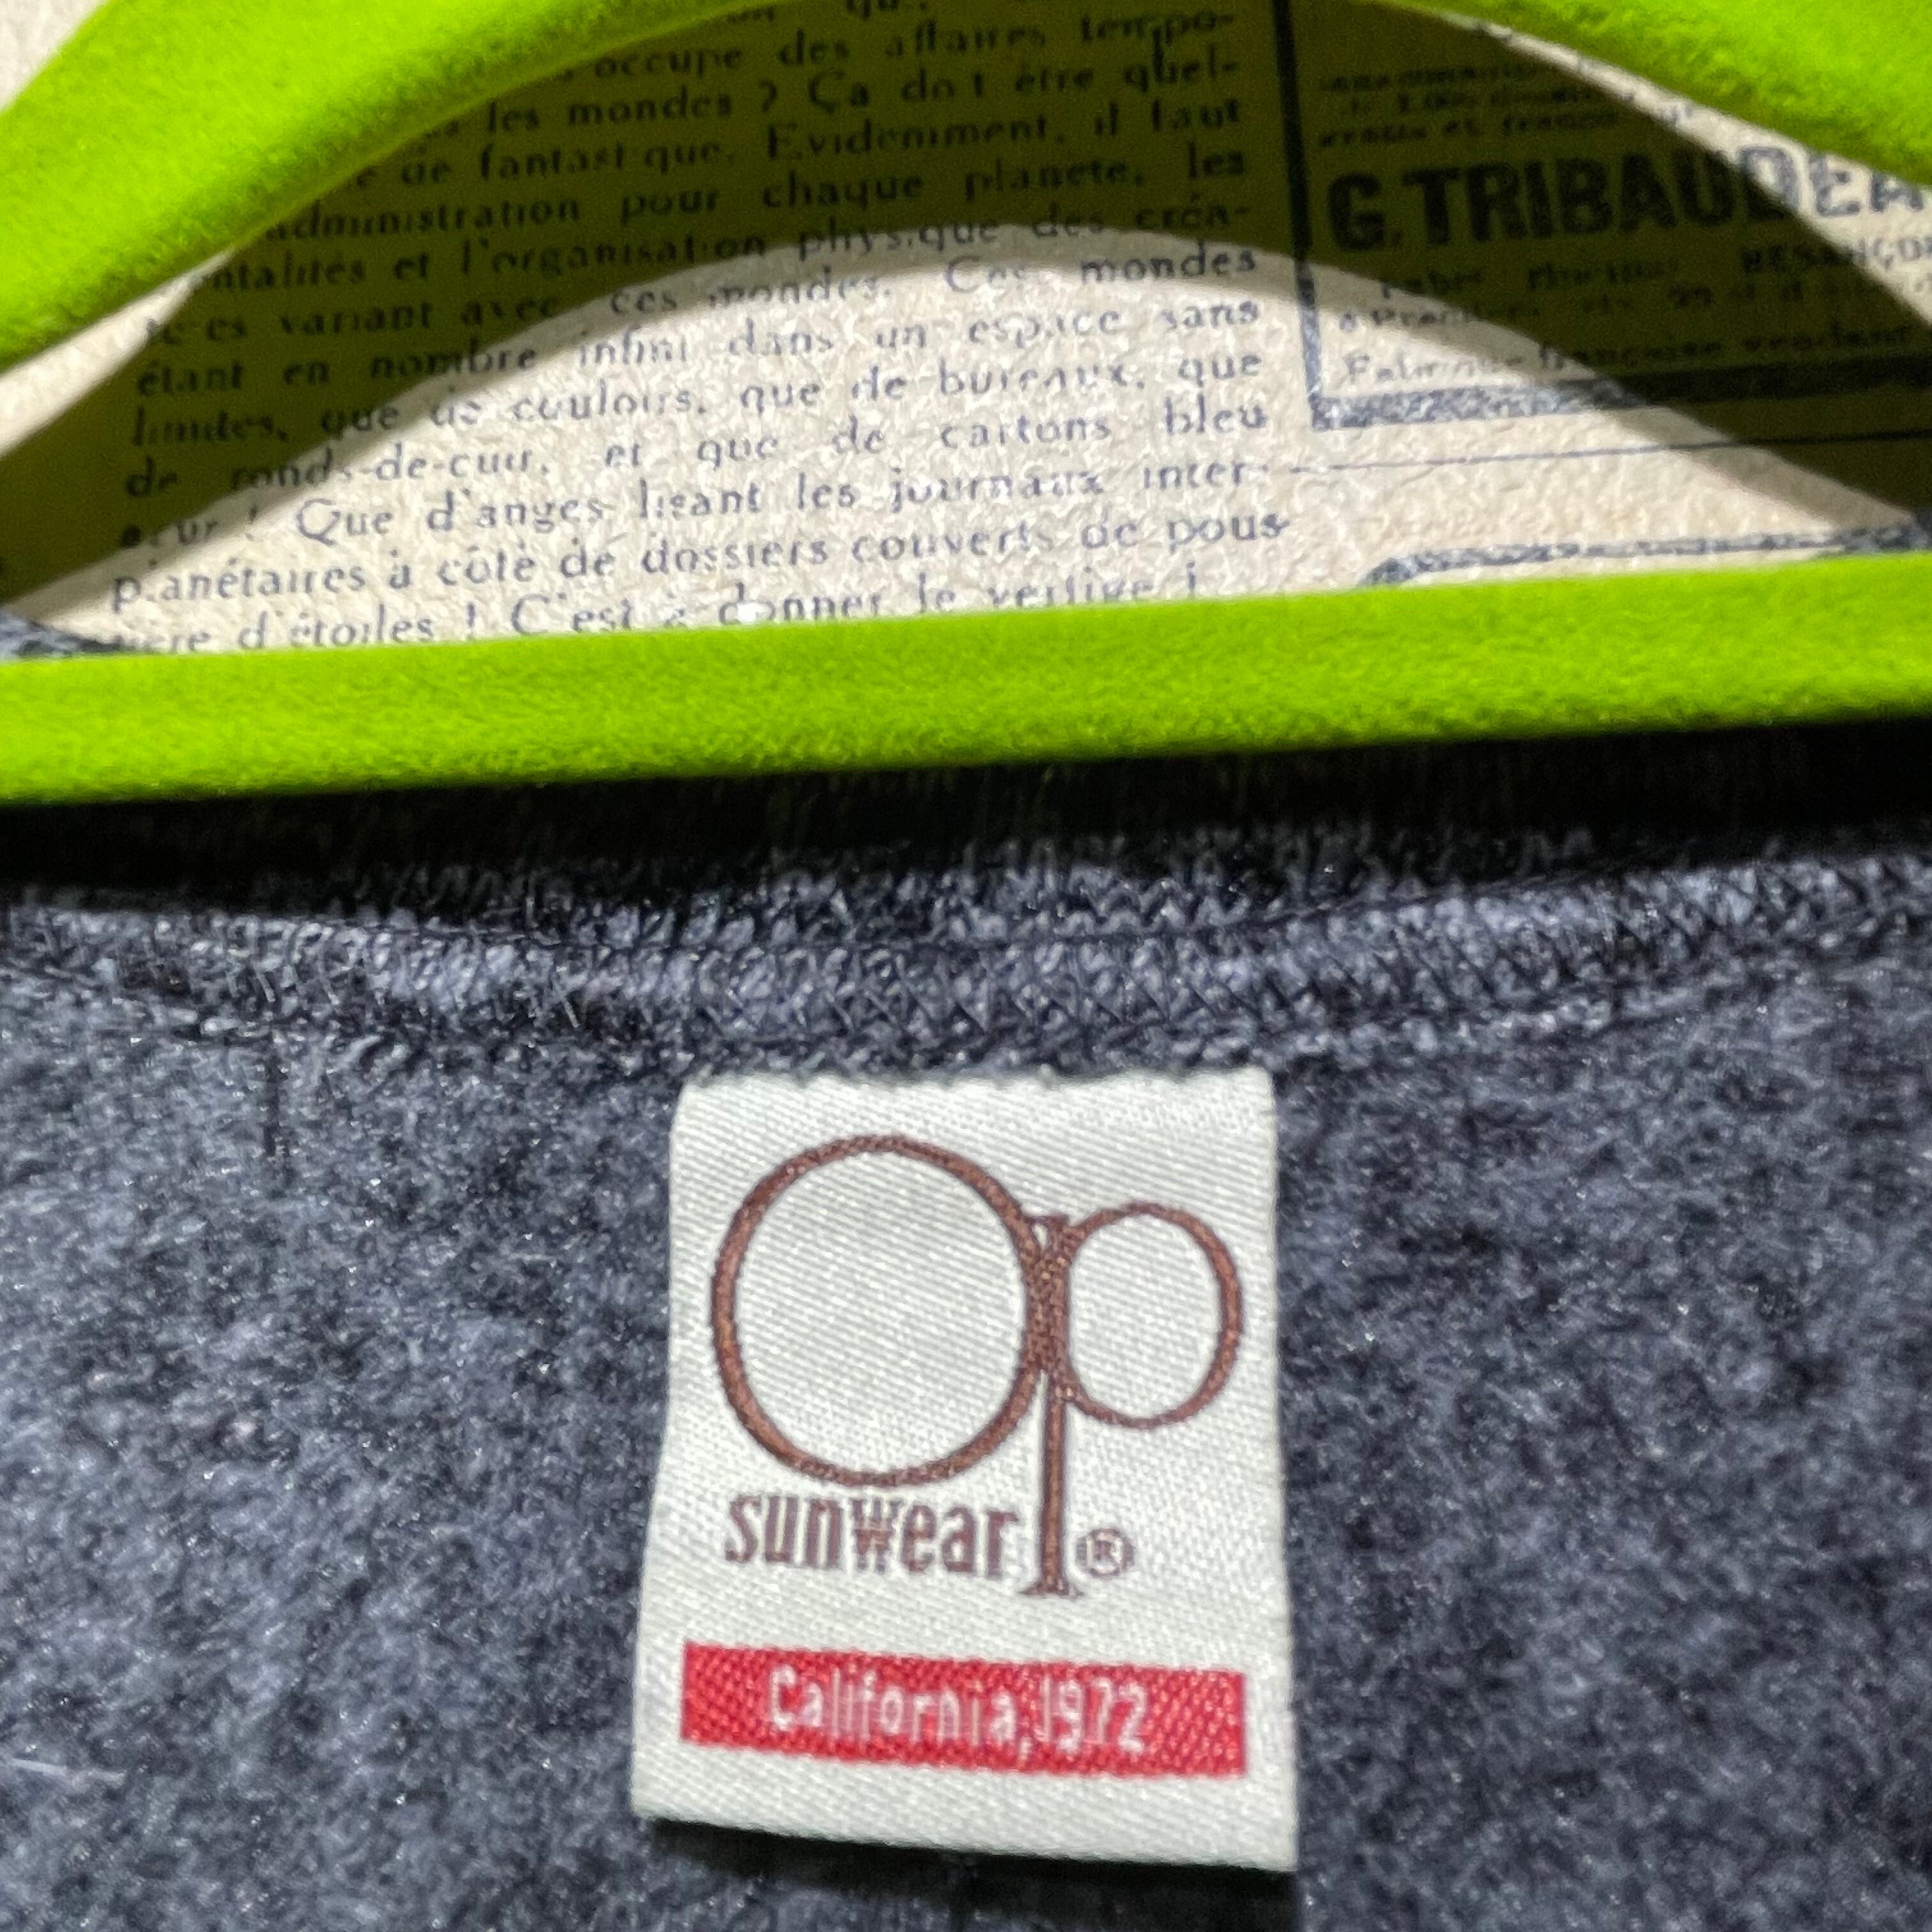 occupe des affaires tempo-
les mondes ? Ça doit être quel-
de fantastique. Evidemment, il faut
administration pour chaque planète, les
mentalités et l'organisation physique des créa-
variant avec ces mondes. Ces mondes
étant en nombre infini dans un espace sans
limites, que de couloirs, que de bureaux, que
de ronds-de-cuir, et que de cartons bleu
azur ! Que d'anges lisant les journaux inter-
planétaires à côté de dossiers couverts de pous-
d'étoiles ! C'est à donner le vertige !
G.TRIBAUDEA
BESANÇO
Op
sunwear ®
California, 1972